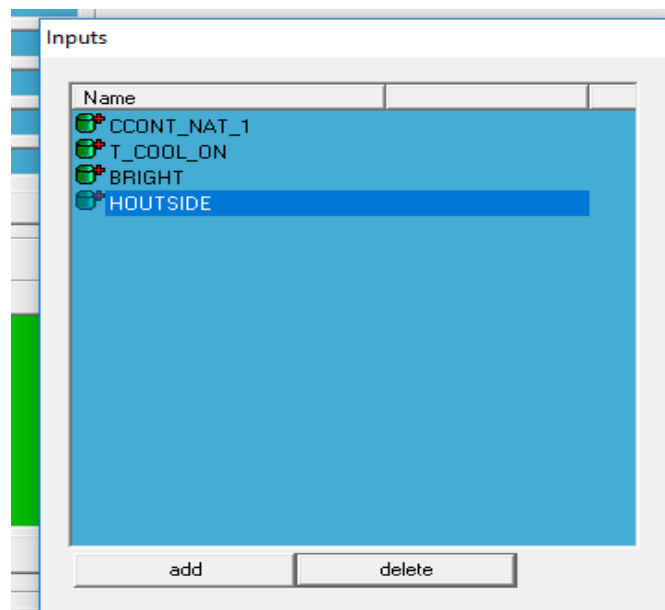 Inputs
Name
CCONT_NAT_1
T_COOL_ON
BRIGHT
HOUTSIDE
add delete